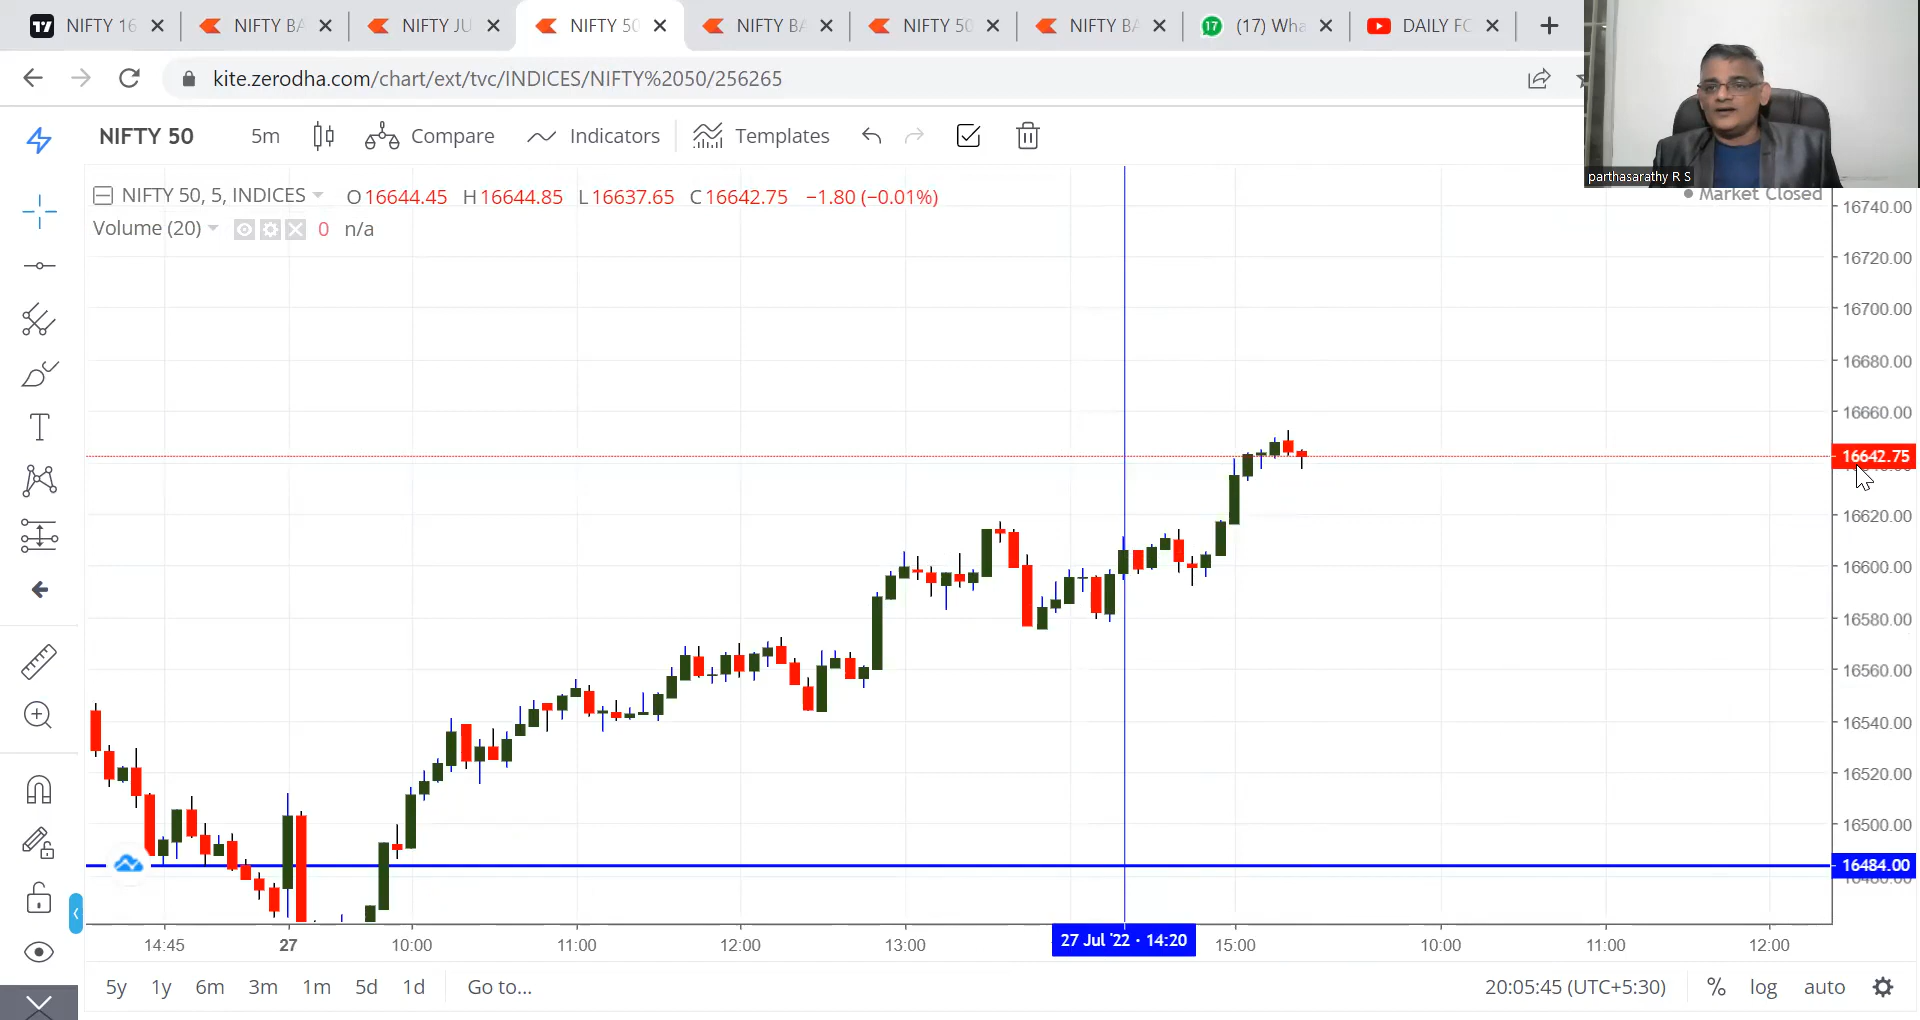 NIFTY 16 NIFTY BA NIFTY JU NIFTY 50 NIFTY BA NIFTY 50 NIFTY BA 17 (17) Wha DAILY FO
kite.zerodha.com/chart/ext/tvc/INDICES/NIFTY%2050/256265
parthasarathy R S
NIFTY 50 5m Compare Indicators Templates
NIFTY 50, 5, INDICES O 16644.45 H 16644.85 L 16637.65 C 16642.75 −1.80 (−0.01%)
Market Closed
Volume (20) 0 n/a
16740.00
16720.00
16700.00
16680.00
16660.00
16642.75
16620.00
16600.00
16580.00
16560.00
16540.00
16520.00
16500.00
16484.00
14:45 27 10:00 11:00 12:00 13:00 27 Jul '22 · 14:20 15:00 10:00 11:00 12:00
5y 1y 6m 3m 1m 5d 1d Go to... 20:05:45 (UTC+5:30) % log auto